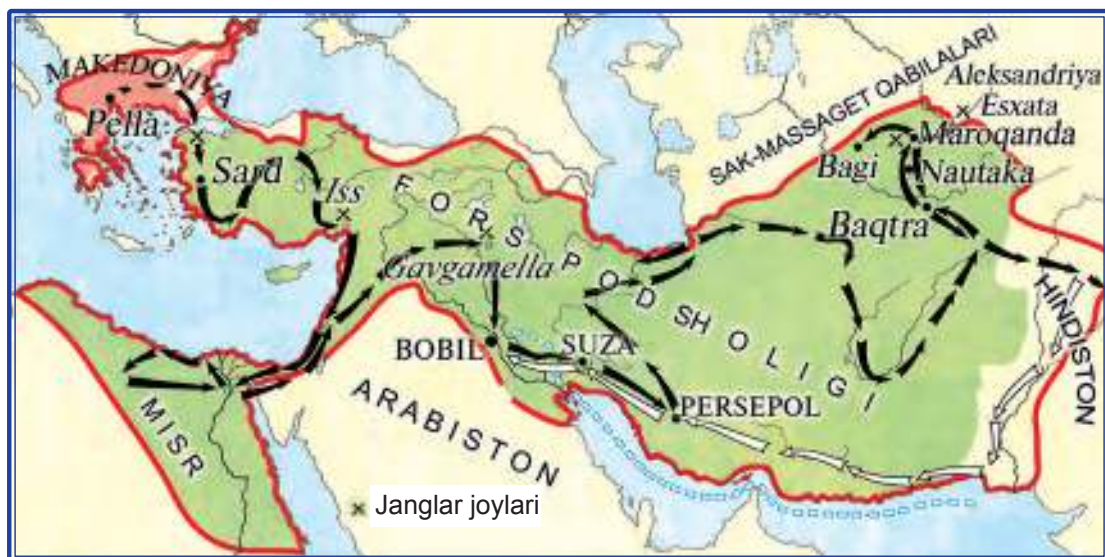 MAKEDONIYA
Pella
Sard
Iss
SAK-MASSAGET QABILALARI
Aleksandriya
Esxata
Maroqanda
Bagi
Nautaka
Baqtra
FORS PODSHOLIGI
Gavgamella
HINDISTON
BOBIL
SUZA
PERSEPOL
ARABISTON
MISR
Janglar joylari